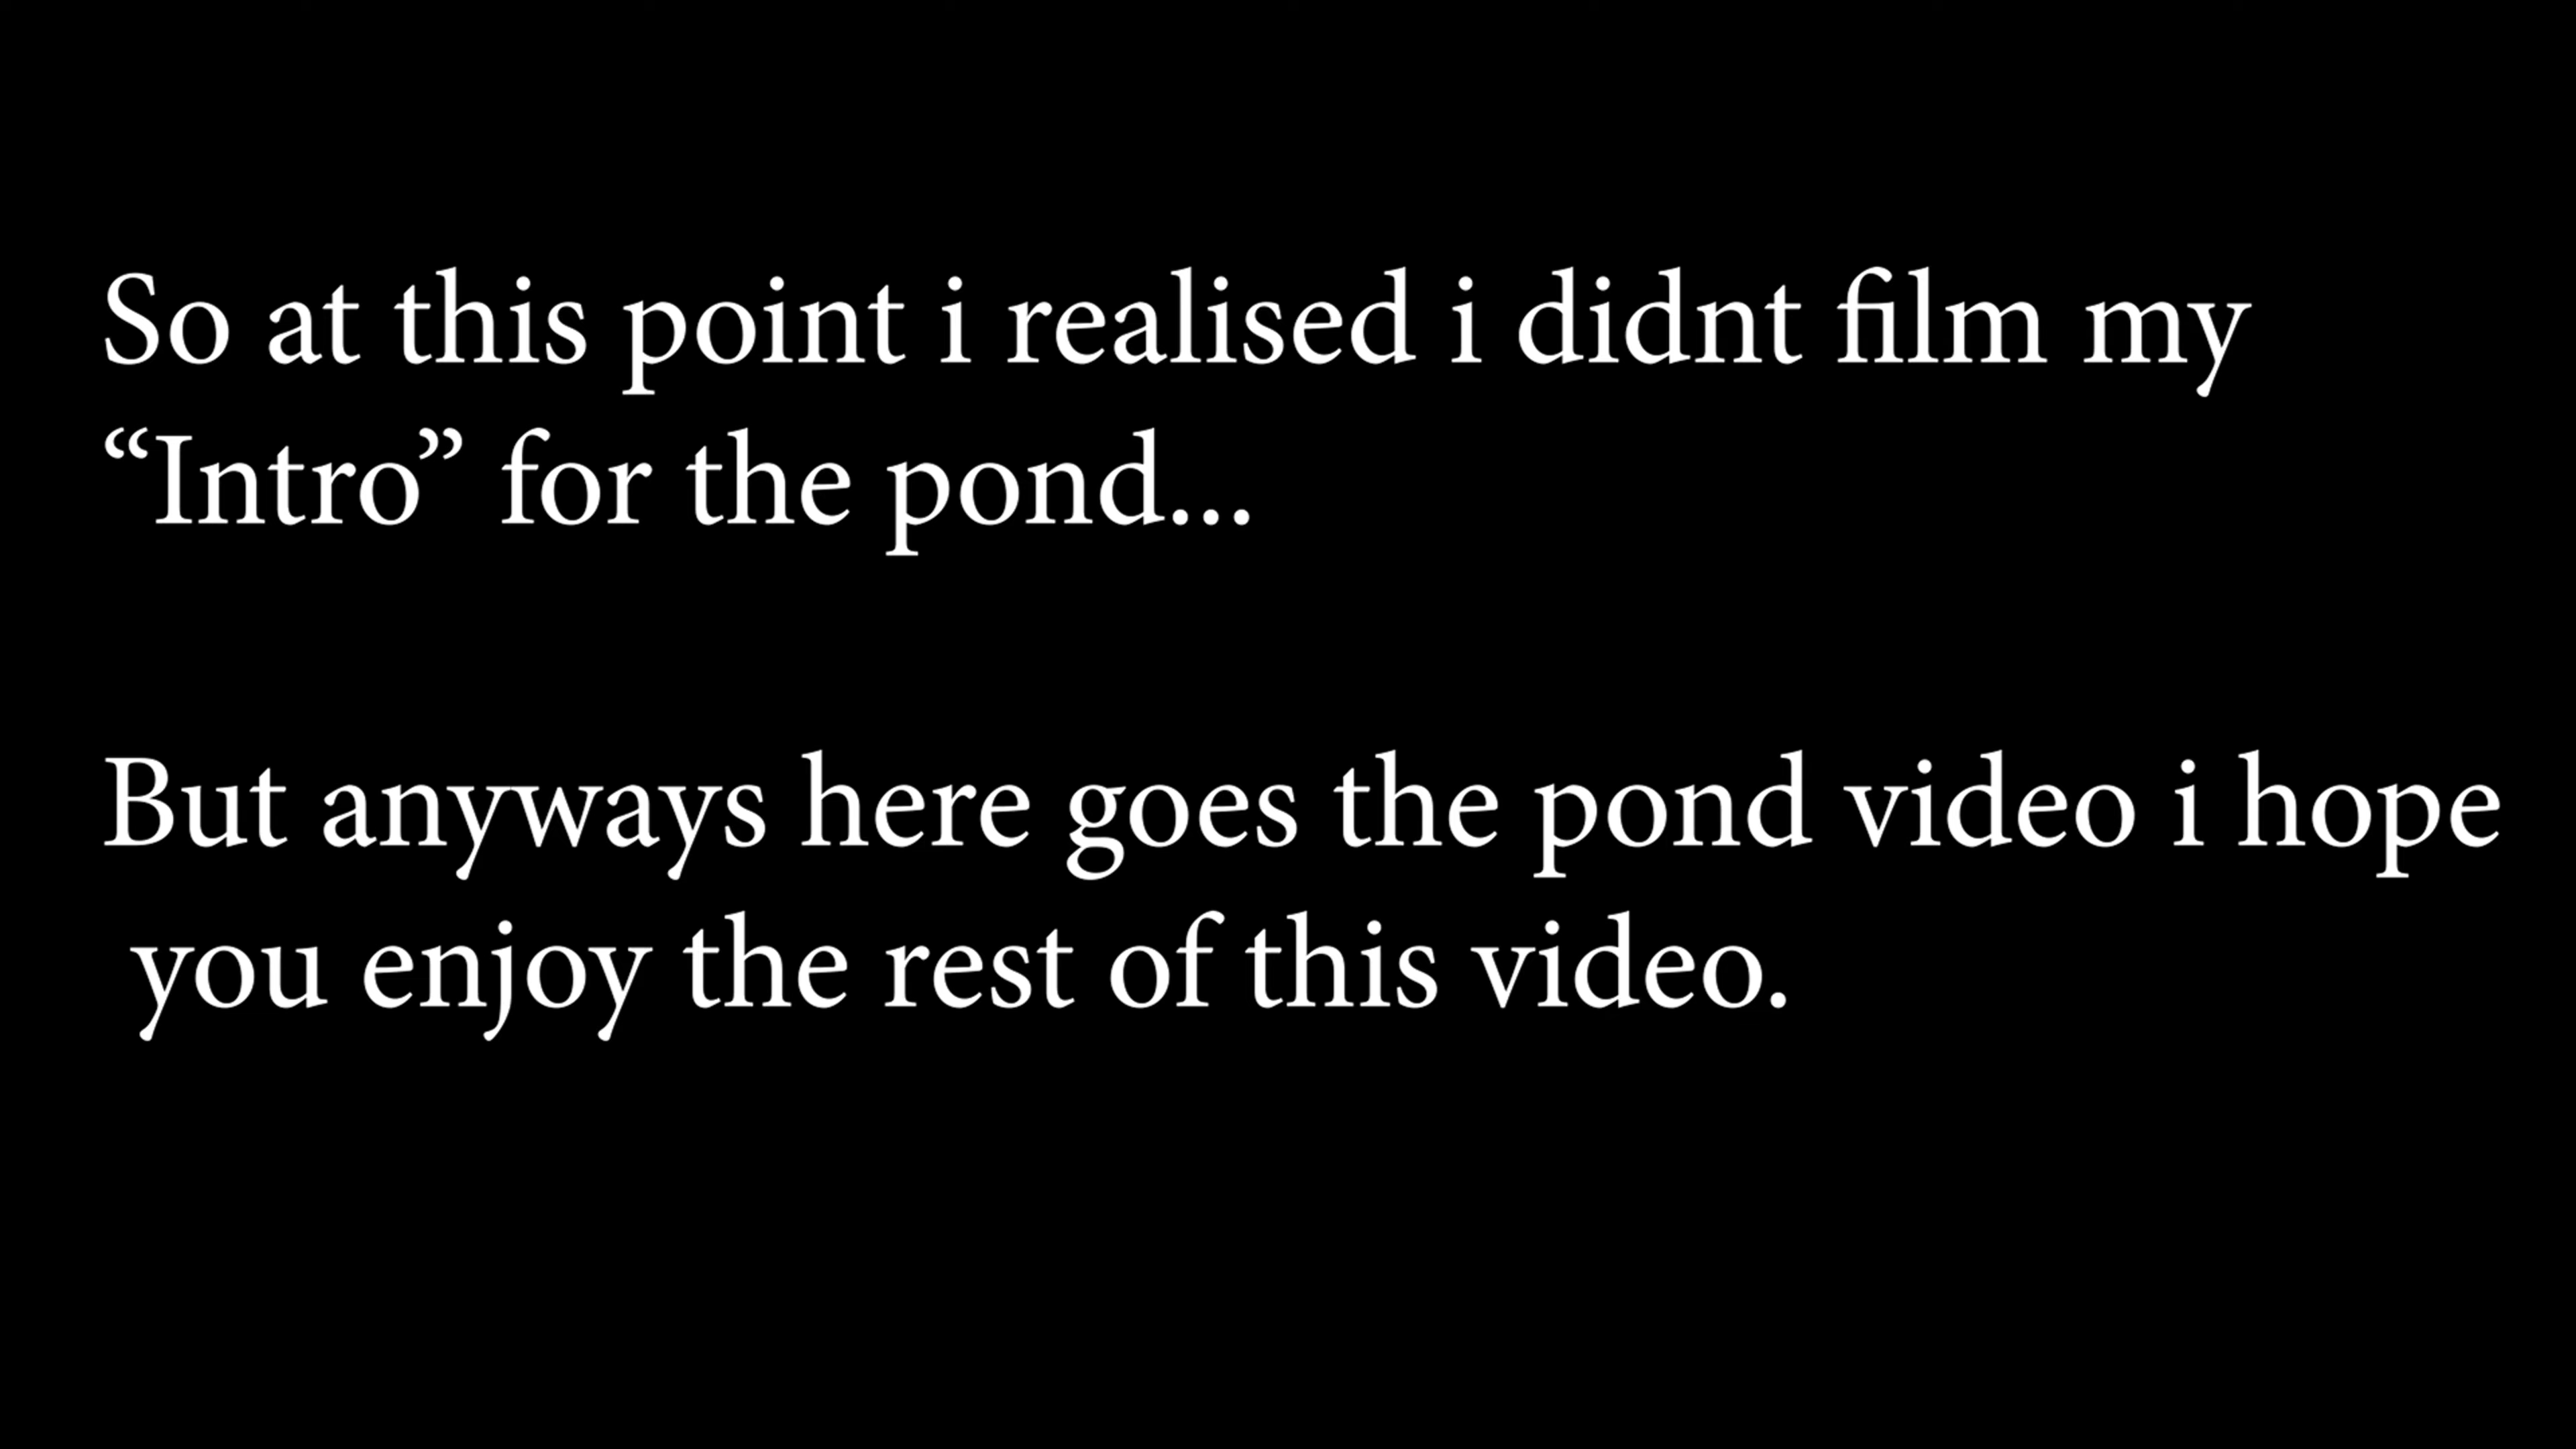 So at this point i realised i didnt film my
“Intro” for the pond...
But anyways here goes the pond video i hope
you enjoy the rest of this video.